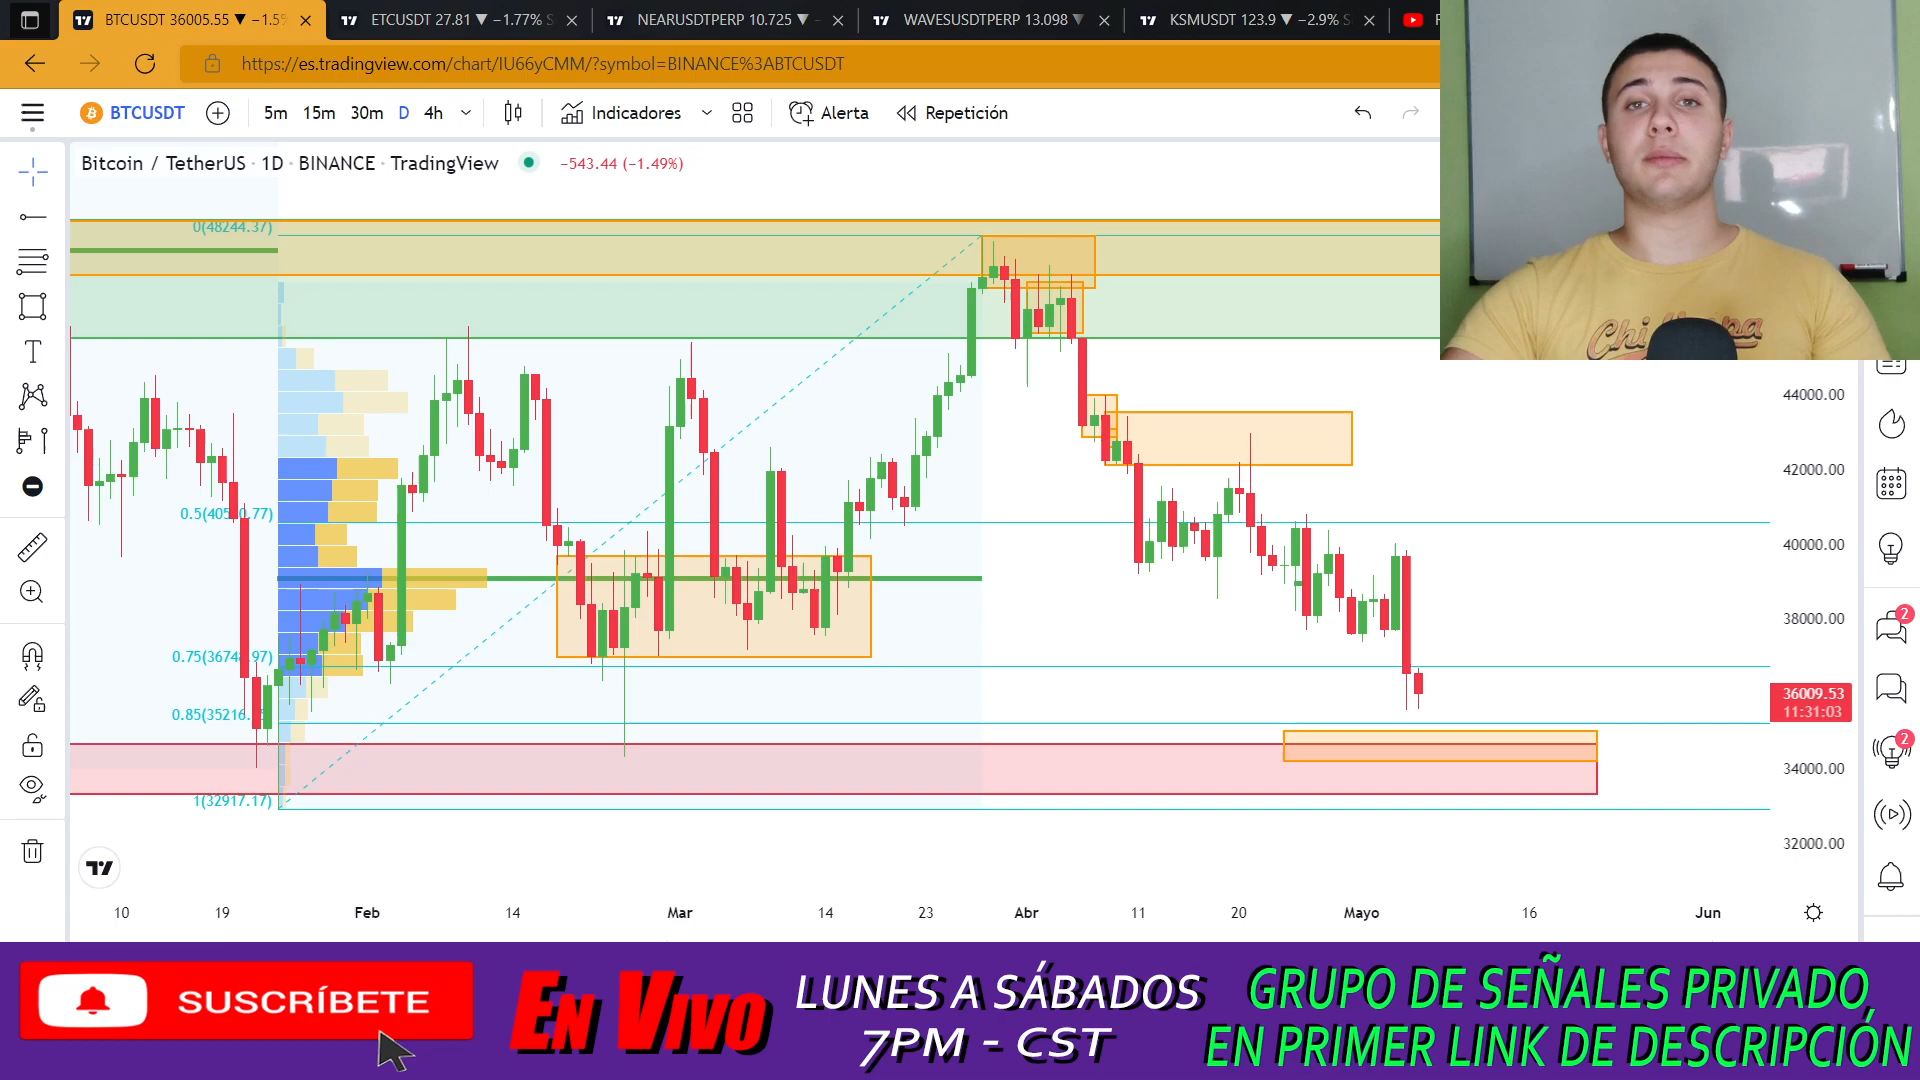 BTCUSDT 36005.55 ▼ −1.5%
ETCUSDT 27.81 ▼ −1.77% S
NEARUSDTPERP 10.725 ▼ −
WAVESUSDTPERP 13.098 ▼
KSMUSDT 123.9 ▼ −2.9% S
https://es.tradingview.com/chart/IU66yCMM/?symbol=BINANCE%3ABTCUSDT
BTCUSDT
5m 15m 30m D 4h
Indicadores
Alerta
Repetición
Bitcoin / TetherUS · 1D · BINANCE · TradingView
−543.44 (−1.49%)
0(48244.37)
44000.00
42000.00
40000.00
38000.00
0.75(36748.97)
36009.53
11:31:03
34000.00
1(32917.17)
32000.00
2
2
10 19 Feb 14 Mar 14 23 Abr 11 20 Mayo 16 Jun
SUSCRÍBETE
EN VIVO
LUNES A SÁBADOS
7PM - CST
GRUPO DE SEÑALES PRIVADO
EN PRIMER LINK DE DESCRIPCIÓN